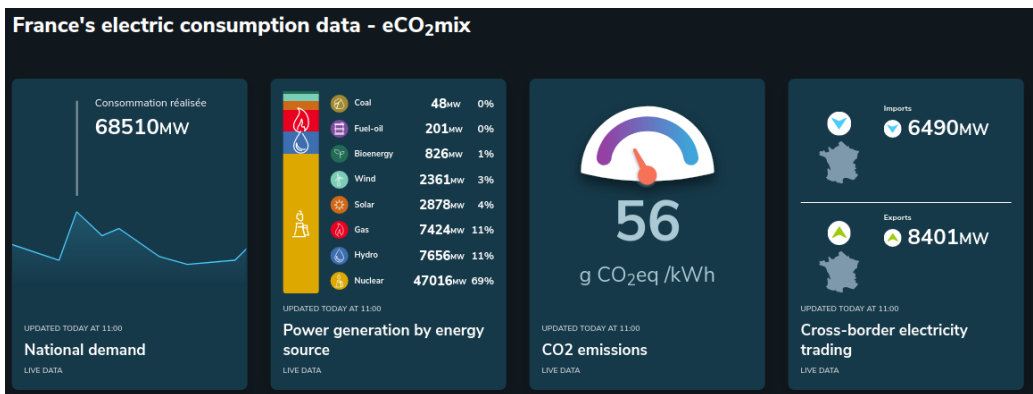 France's electric consumption data - eCO₂mix
Consommation réalisée
68510MW
UPDATED TODAY AT 11:00
National demand
LIVE DATA
Coal 48MW 0%
Fuel-oil 201MW 0%
Bioenergy 826MW 1%
Wind 2361MW 3%
Solar 2878MW 4%
Gas 7424MW 11%
Hydro 7656MW 11%
Nuclear 47016MW 69%
UPDATED TODAY AT 11:00
Power generation by energy
source
LIVE DATA
56
g CO₂eq /kWh
UPDATED TODAY AT 11:00
CO2 emissions
LIVE DATA
Imports
6490MW
Exports
8401MW
UPDATED TODAY AT 11:00
Cross-border electricity
trading
LIVE DATA